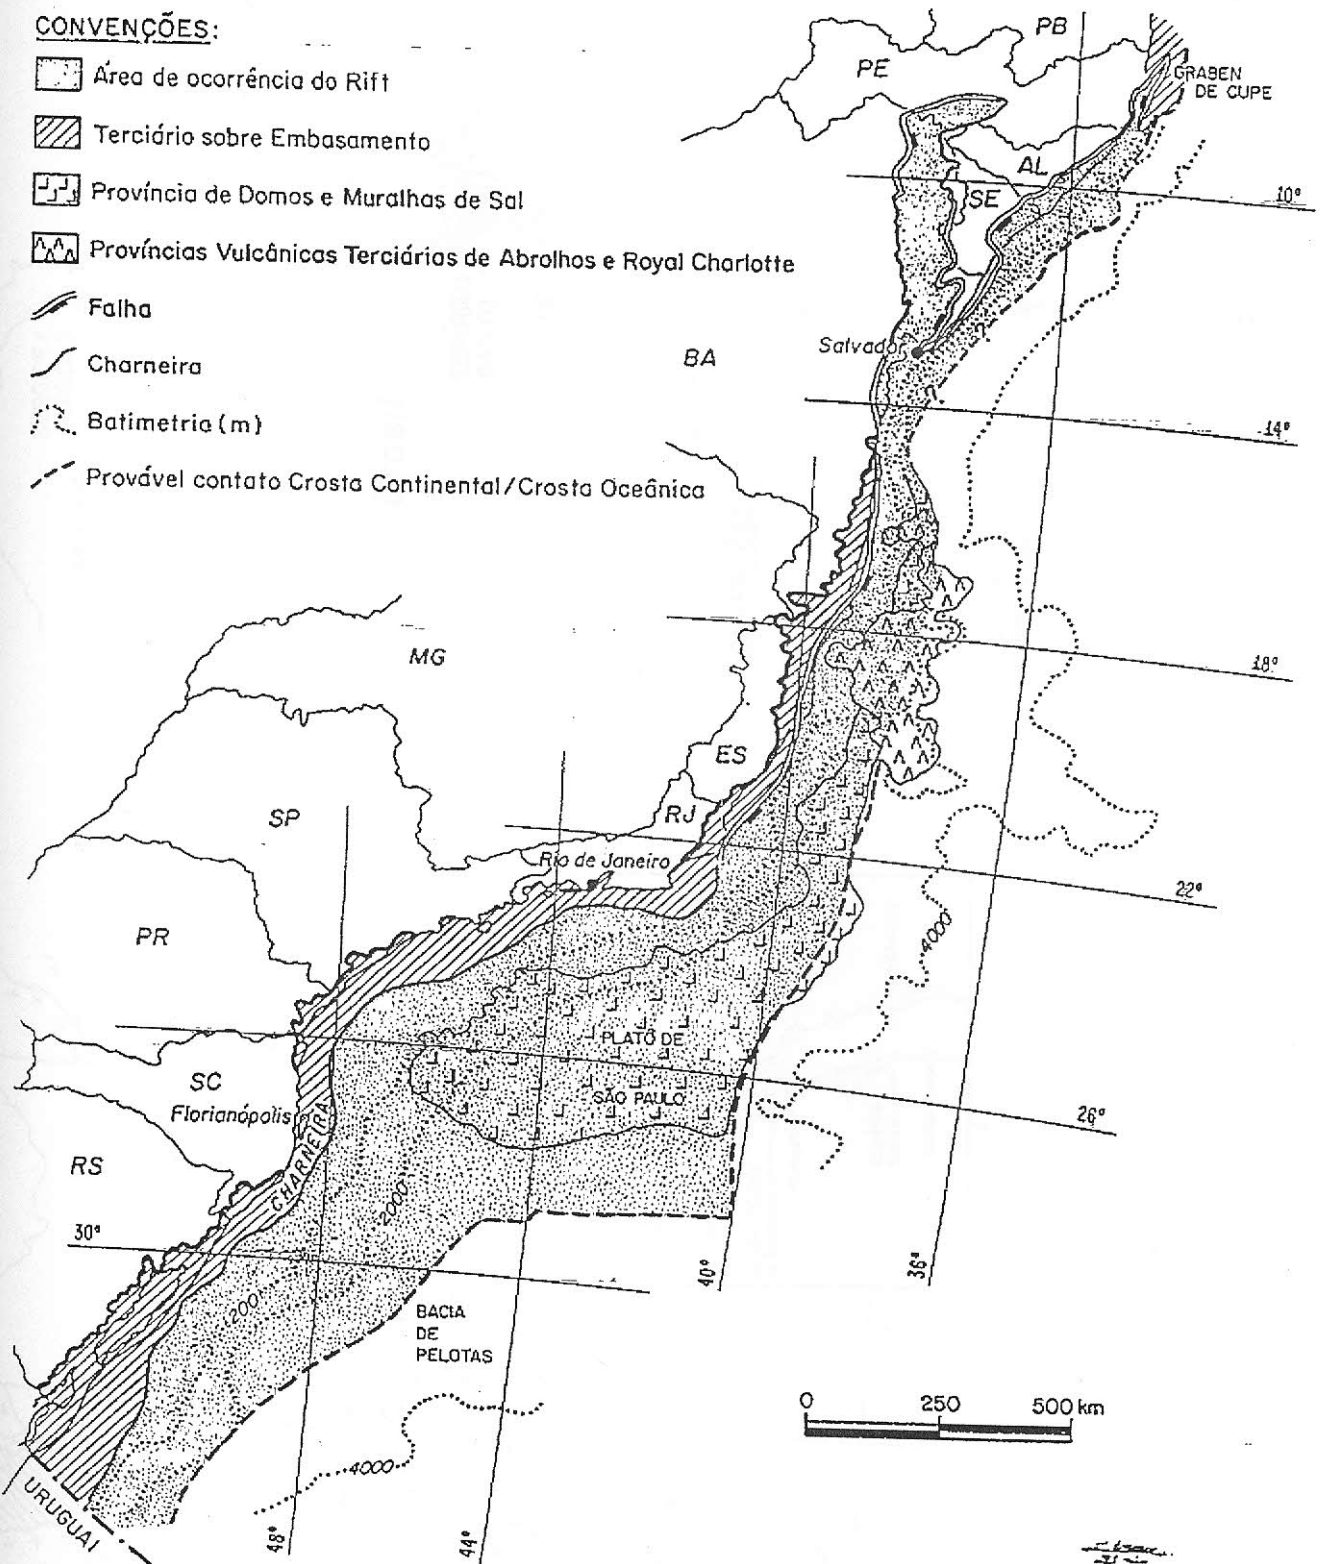 CONVENÇÕES:
Área de ocorrência do Rift
Terciário sobre Embasamento
Província de Domos e Muralhas de Sal
Províncias Vulcânicas Terciárias de Abrolhos e Royal Charlotte
Falha
Charneira
Batimetria (m)
Provável contato Crosta Continental/Crosta Oceânica
PB
PE
GRABEN
DE CUPE
AL
SE
10°
Salvador
BA
14°
MG
18°
ES
SP
RJ
Rio de Janeiro
22°
PR
4000
PLATÔ DE
SÃO PAULO
SC
Florianópolis
CHARNEIRA
26°
RS
2000
30°
40°
36°
200
BACIA
DE
PELOTAS
0 250 500 km
4000
URUGUAI
48°
44°